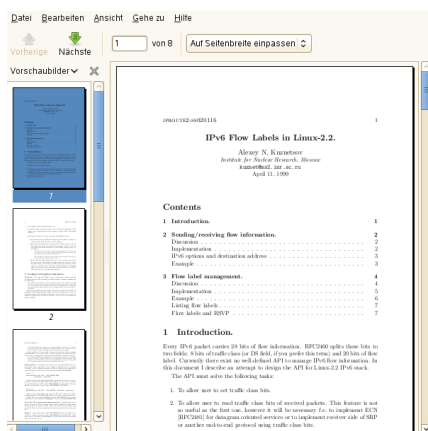 Datei Bearbeiten Ansicht Gehe zu Hilfe
Vorherige Nächste 1 von 8 Auf Seitenbreite einpassen
Vorschaubilder
1
2
IPROUTE2-SS020116 1
IPv6 Flow Labels in Linux-2.2.
Alexey N. Kuznetsov
Institute for Nuclear Research, Moscow
kuznet@ms2.inr.ac.ru
April 11, 1999
Contents
1 Introduction. 1
2 Sending/receiving flow information. 2
Discussion 2
Implementation 2
IPv6 options and destination address 3
Example 3
3 Flow label management. 4
Discussion 4
Implementation 5
Example 6
Listing flow labels 7
Flow labels and RSVP 7
1 Introduction.
Every IPv6 packet carries 28 bits of flow information. RFC2460 splits these bits to
two fields: 8 bits of traffic class (or DS field, if you prefer this term) and 20 bits of flow
label. Currently there exist no well-defined API to manage IPv6 flow information. In
this document I describe an attempt to design the API for Linux-2.2 IPv6 stack.
The API must solve the following tasks:
1. To allow user to set traffic class bits.
2. To allow user to read traffic class bits of received packets. This feature is not
so useful as the first one, however it will be necessary f.e. to implement ECN
[RFC2481] for datagram oriented services or to implement receiver side of SRP
or another end-to-end protocol using traffic class bits.